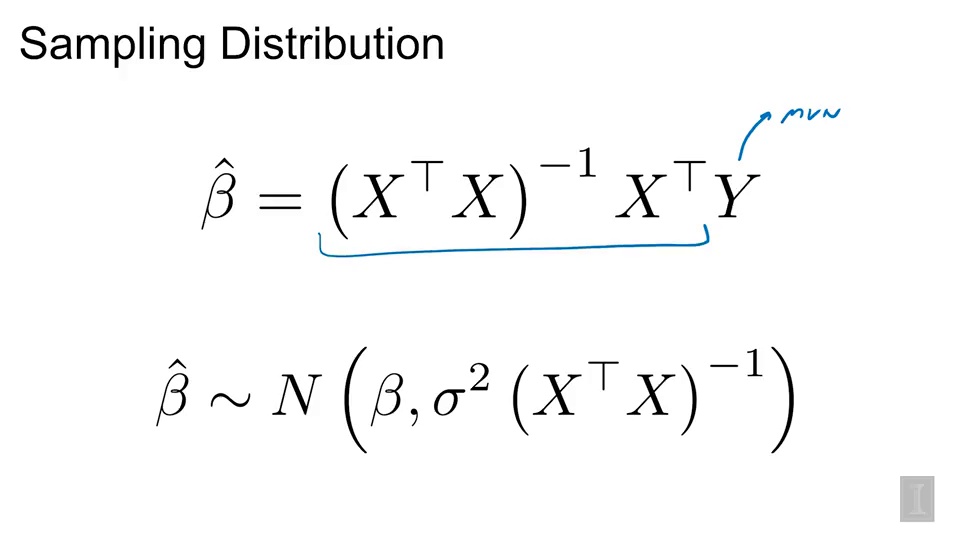 Sampling Distribution
MVN
β̂ = (X⊤X)⁻¹ X⊤Y
β̂ ∼ N(β, σ²(X⊤X)⁻¹)
I